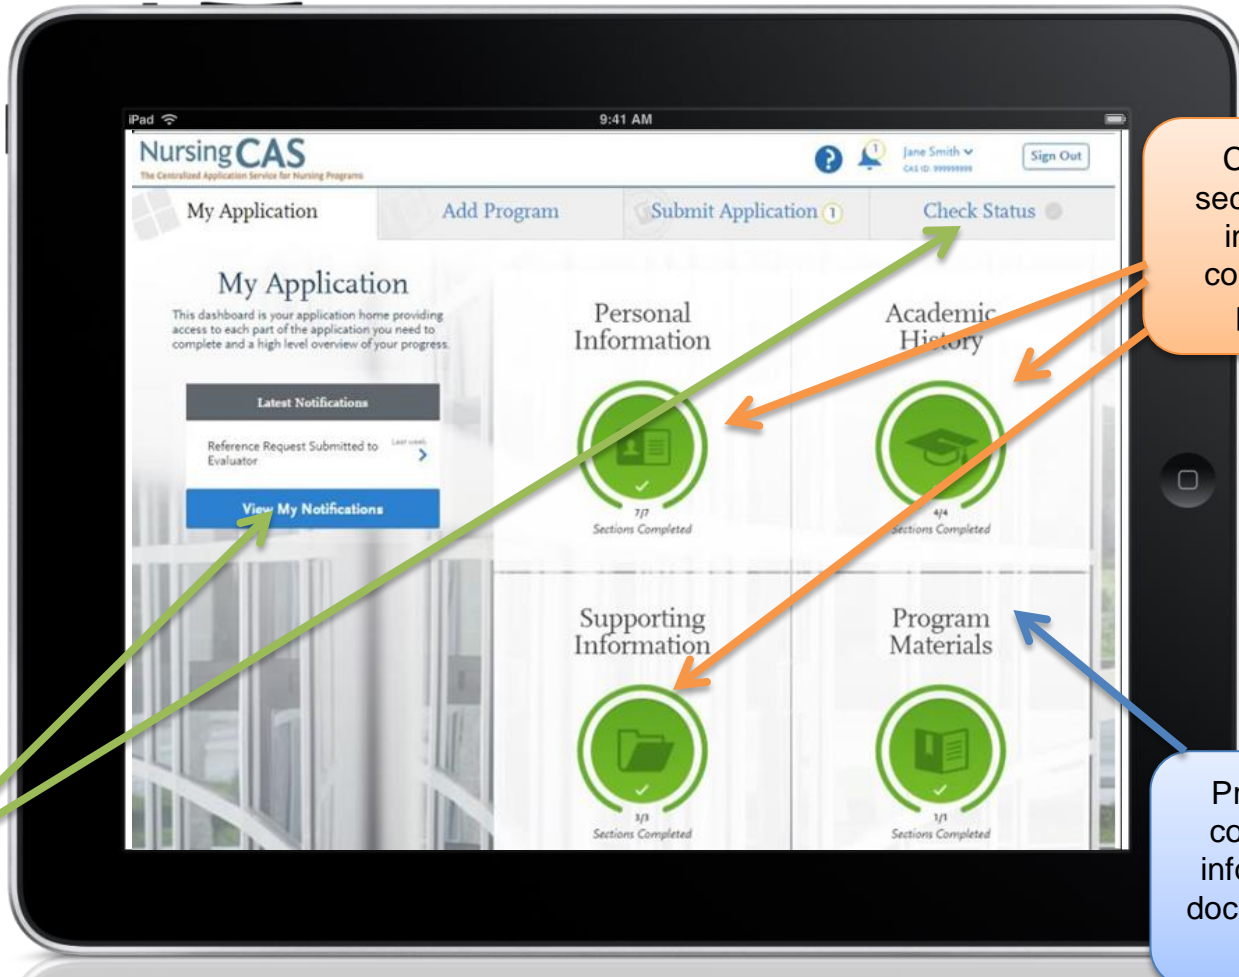 iPad 9:41 AM
NursingCAS
The Centralized Application Service for Nursing Programs
? 1 Jane Smith Sign Out
CAS ID: 999999999
My Application Add Program Submit Application 1 Check Status
My Application
This dashboard is your application home providing
access to each part of the application you need to
complete and a high level overview of your progress.
Latest Notifications
Reference Request Submitted to Last week
Evaluator
View My Notifications
Personal
Information
7/7
Sections Completed
Academic
History
4/4
Sections Completed
Supporting
Information
3/3
Sections Completed
Program
Materials
1/1
Sections Completed